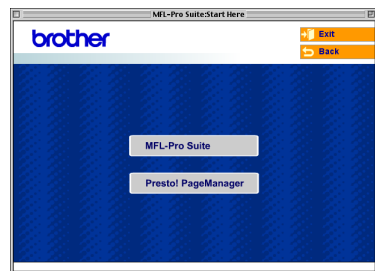 MFL-Pro Suite:Start Here
brother
Exit
Back
MFL-Pro Suite
Presto! PageManager